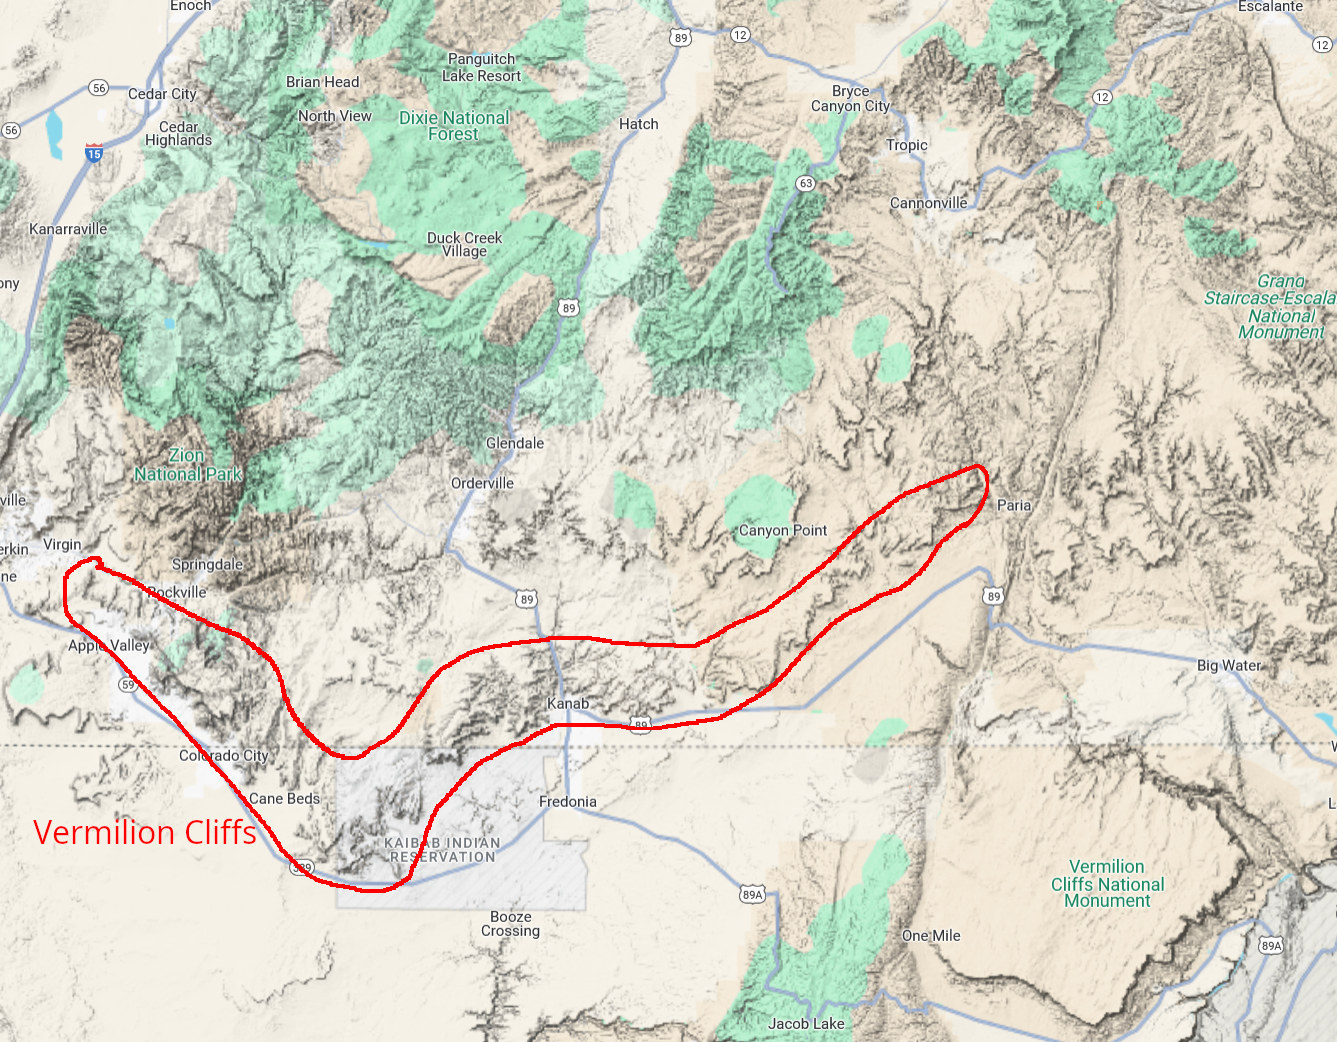 Enoch
Escalante
89
12
12
Panguitch
Lake Resort
Brian Head
56
Cedar City
Bryce
Canyon City
12
North View
Dixie National
Forest
Hatch
56
Cedar
Highlands
15
Tropic
63
Cannonville
Kanarraville
Duck Creek
Village
ony
Grand
Staircase-Escala
National
Monument
89
Glendale
Zion
National Park
Orderville
ville
Paria
Canyon Point
Virgin
erkin
Springdale
ne
Rockville
89
89
Apple Valley
Big Water
59
Kanab
89
Colorado City
W
Cane Beds
Fredonia
L
Vermilion Cliffs
KAIBAB INDIAN
RESERVATION
389
Vermilion
Cliffs National
Monument
89A
Booze
Crossing
One Mile
89A
Jacob Lake